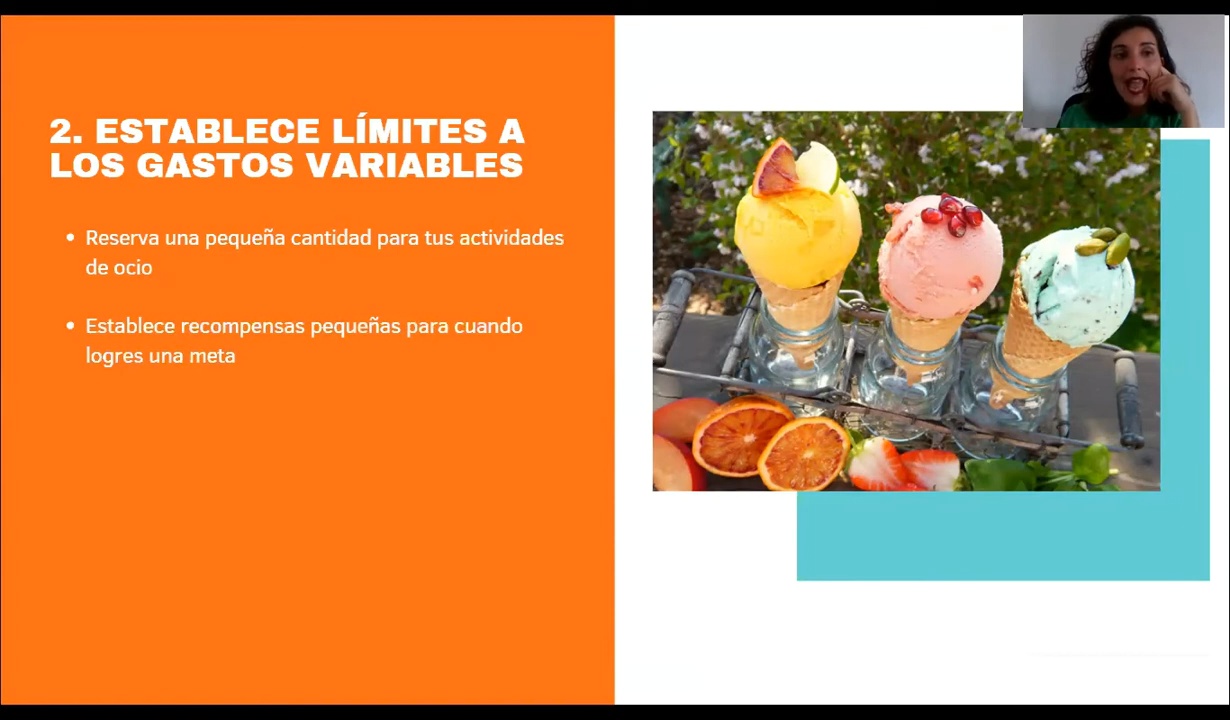 2. ESTABLECE LÍMITES A
LOS GASTOS VARIABLES
• Reserva una pequeña cantidad para tus actividades
de ocio
• Establece recompensas pequeñas para cuando
logres una meta